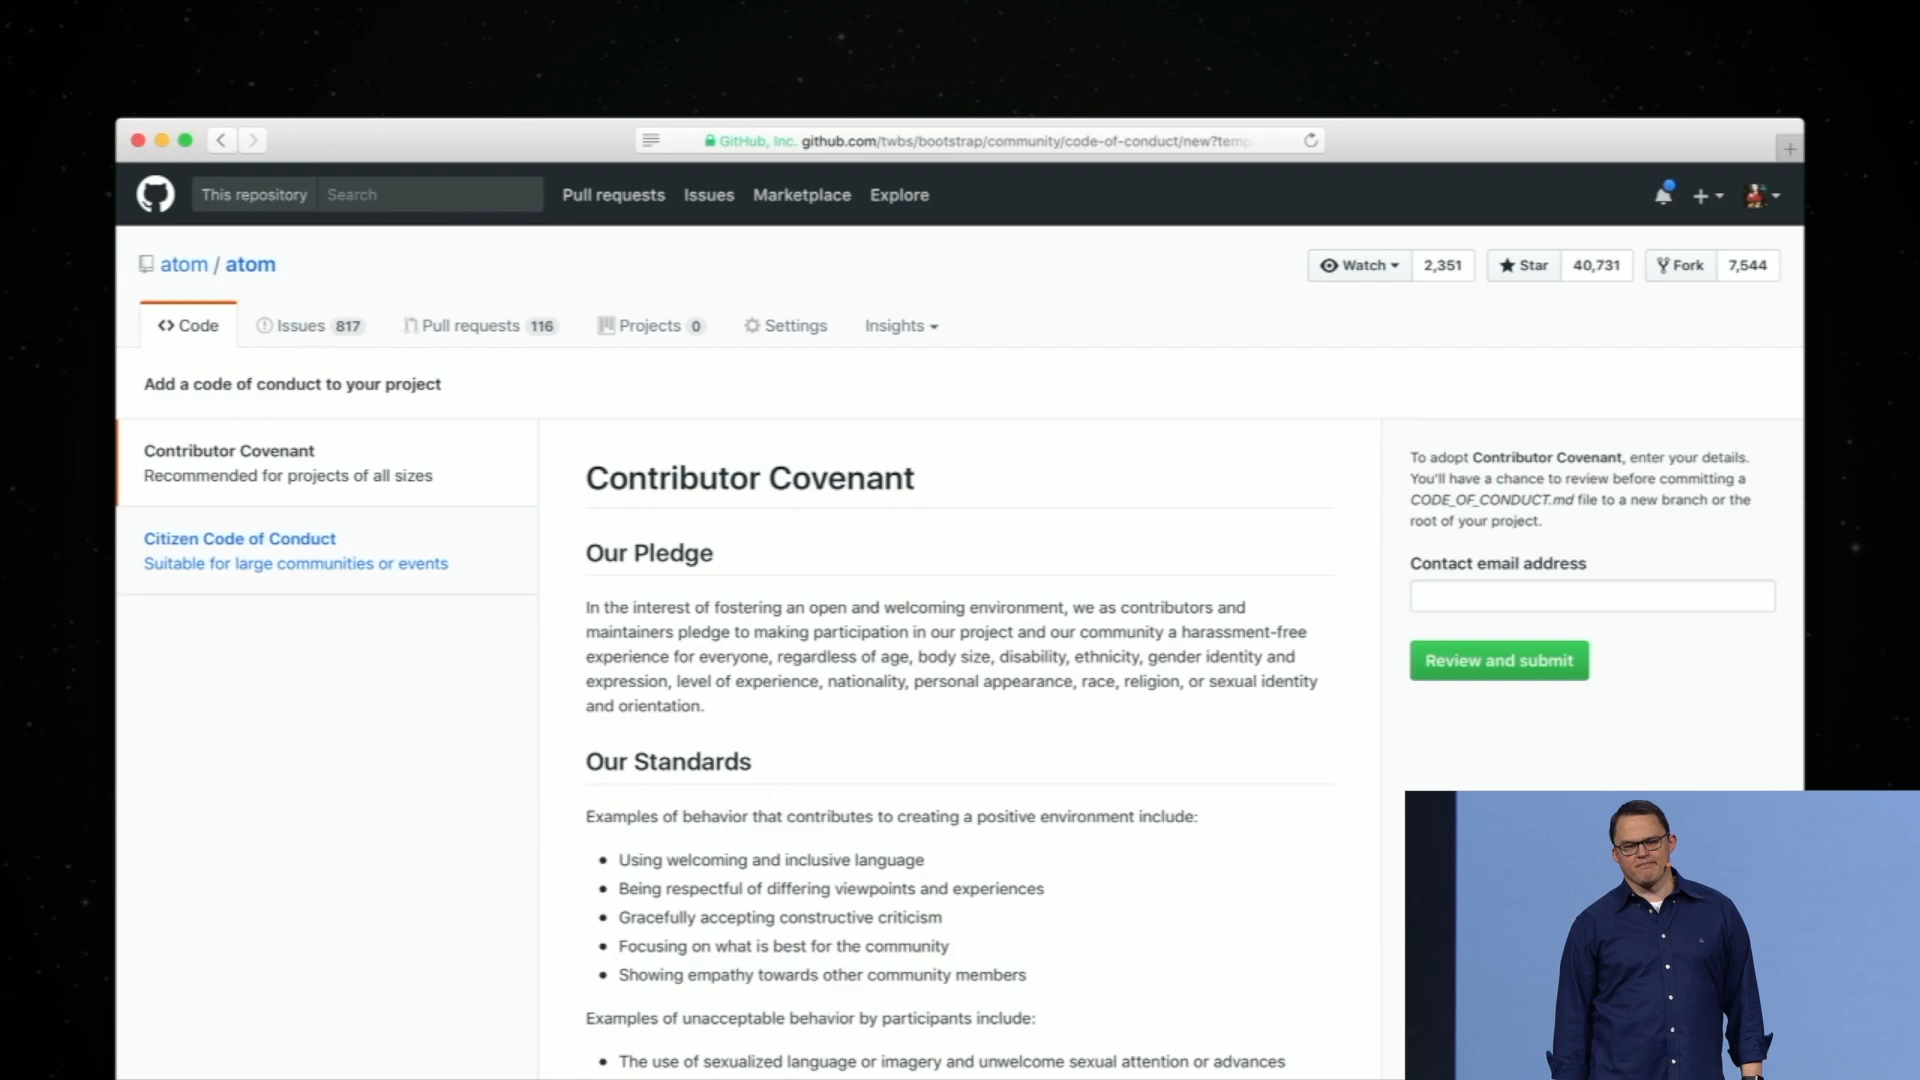 GitHub, Inc. github.com/twbs/bootstrap/community/code-of-conduct/new?temp
This repository Search Pull requests Issues Marketplace Explore
atom / atom
Watch 2,351 Star 40,731 Fork 7,544
Code Issues 817 Pull requests 116 Projects 0 Settings Insights
Add a code of conduct to your project
Contributor Covenant
Recommended for projects of all sizes
Citizen Code of Conduct
Suitable for large communities or events
Contributor Covenant
Our Pledge
In the interest of fostering an open and welcoming environment, we as contributors and
maintainers pledge to making participation in our project and our community a harassment-free
experience for everyone, regardless of age, body size, disability, ethnicity, gender identity and
expression, level of experience, nationality, personal appearance, race, religion, or sexual identity
and orientation.
Our Standards
Examples of behavior that contributes to creating a positive environment include:
Using welcoming and inclusive language
Being respectful of differing viewpoints and experiences
Gracefully accepting constructive criticism
Focusing on what is best for the community
Showing empathy towards other community members
Examples of unacceptable behavior by participants include:
The use of sexualized language or imagery and unwelcome sexual attention or advances
To adopt Contributor Covenant, enter your details.
You'll have a chance to review before committing a
CODE_OF_CONDUCT.md file to a new branch or the
root of your project.
Contact email address
Review and submit